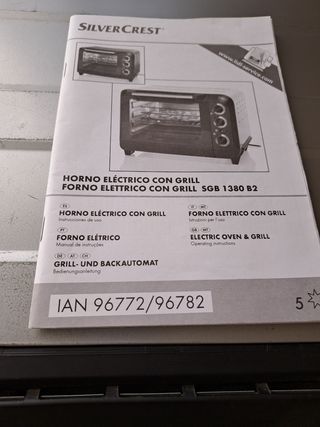 SILVERCREST®
www.lidl-service.com
HORNO ELÉCTRICO CON GRILL
FORNO ELETTRICO CON GRILL SGB 1380 B2
ES
HORNO ELÉCTRICO CON GRILL
Instrucciones de uso
IT MT
FORNO ELETTRICO CON GRILL
Istruzioni per l'uso
PT
FORNO ELÉTRICO
Manual de instruções
GB MT
ELECTRIC OVEN & GRILL
Operating instructions
DE AT CH
GRILL- UND BACKAUTOMAT
Bedienungsanleitung
IAN 96772/96782
5